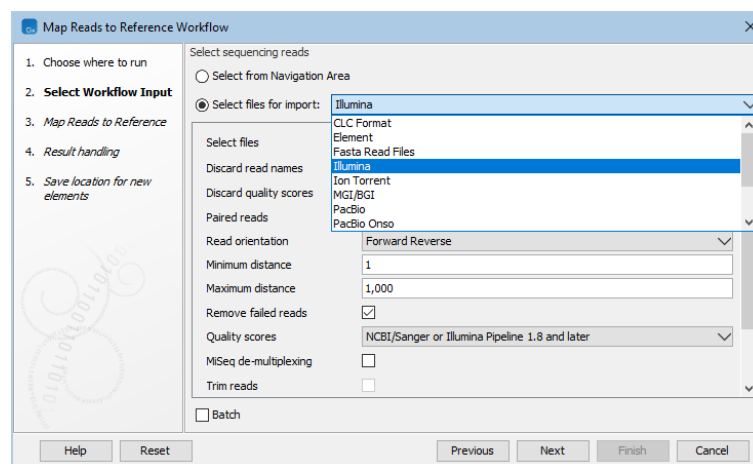 Map Reads to Reference Workflow
1. Choose where to run
2. Select Workflow Input
3. Map Reads to Reference
4. Result handling
5. Save location for new
elements
Select sequencing reads
Select from Navigation Area
Select files for import: Illumina
CLC Format
Element
Fasta Read Files
Illumina
Ion Torrent
MGI/BGI
PacBio
PacBio Onso
Select files
Discard read names
Discard quality scores
Paired reads
Read orientation Forward Reverse
Minimum distance 1
Maximum distance 1,000
Remove failed reads
Quality scores NCBI/Sanger or Illumina Pipeline 1.8 and later
MiSeq de-multiplexing
Trim reads
Batch
Help Reset Previous Next Finish Cancel